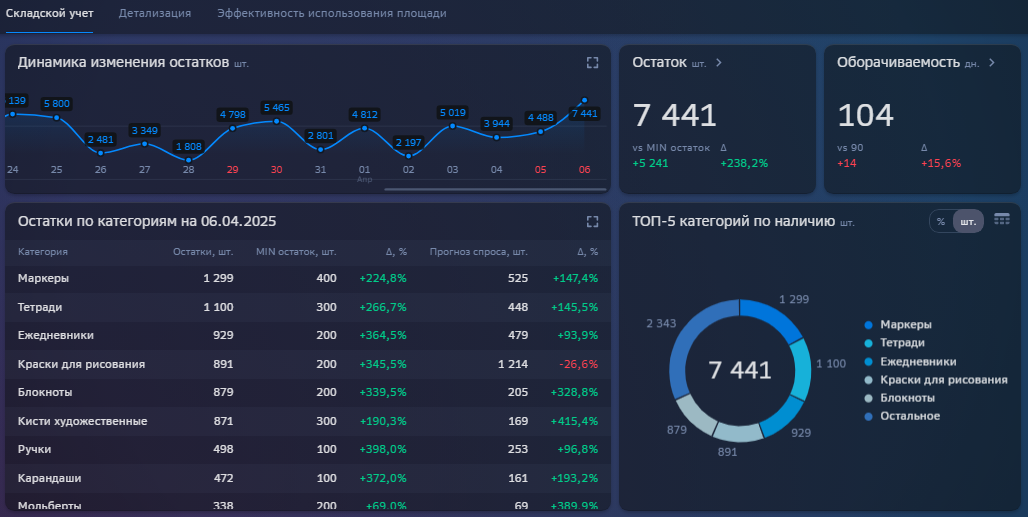 Складской учет Детализация Эффективность использования площади
Динамика изменения остатков шт.
139 5 800 2 481 3 349 1 808 4 798 5 465 2 801 4 812 2 197 5 019 3 944 4 488 7 441
24 25 26 27 28 29 30 31 01 02 03 04 05 06
Апр
Остаток шт.
7 441
vs MIN остаток Δ
+5 241 +238,2%
Оборачиваемость дн.
104
vs 90 Δ
+14 +15,6%
Остатки по категориям на 06.04.2025
Категория Остатки, шт. MIN остаток, шт. Δ, % Прогноз спроса, шт. Δ, %
Маркеры 1 299 400 +224,8% 525 +147,4%
Тетради 1 100 300 +266,7% 448 +145,5%
Ежедневники 929 200 +364,5% 479 +93,9%
Краски для рисования 891 200 +345,5% 1 214 -26,6%
Блокноты 879 200 +339,5% 205 +328,8%
Кисти художественные 871 300 +190,3% 169 +415,4%
Ручки 498 100 +398,0% 253 +96,8%
Карандаши 472 100 +372,0% 161 +193,2%
Мольберты 338 200 +69,0% 69 +389,9%
ТОП-5 категорий по наличию шт.
% шт.
1 299
2 343
7 441
1 100
879
929
891
Маркеры
Тетради
Ежедневники
Краски для рисования
Блокноты
Остальное